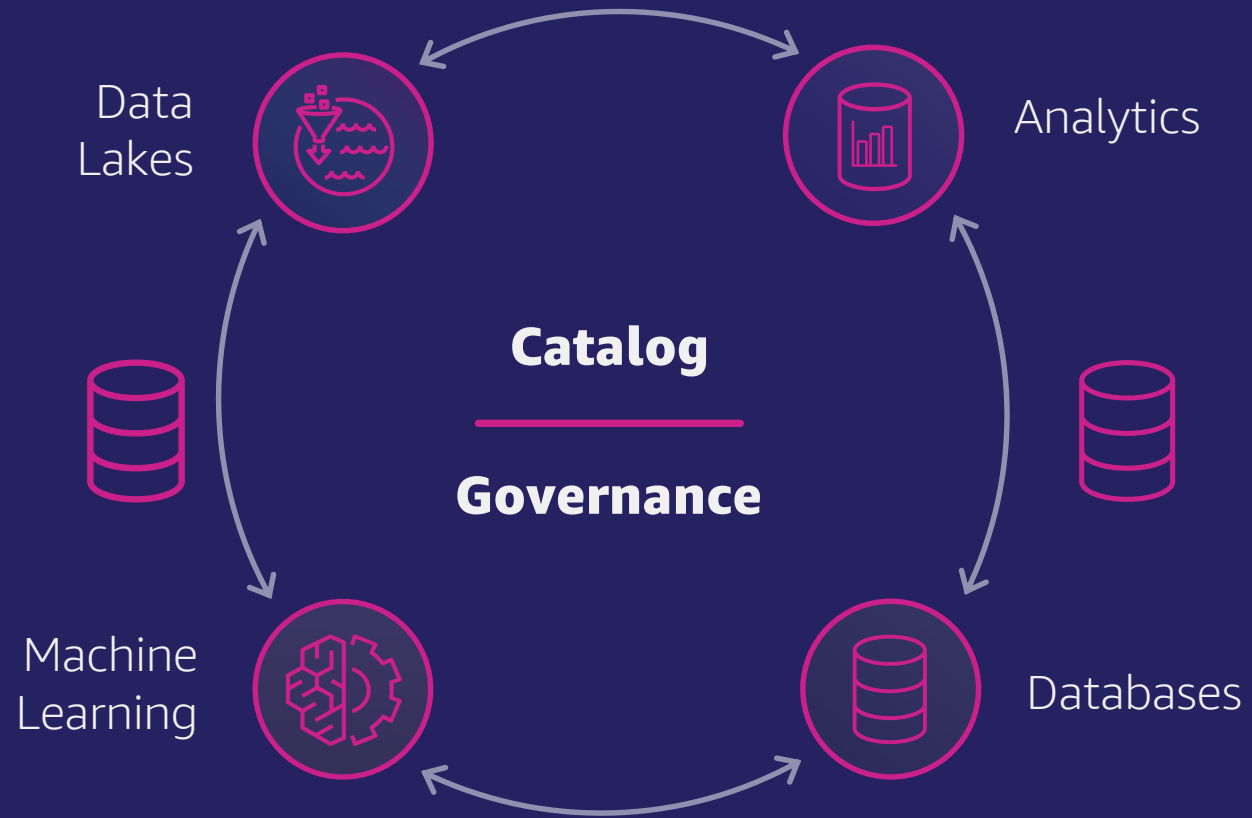 Data
Lakes
Analytics
Catalog
Governance
Machine
Learning
Databases